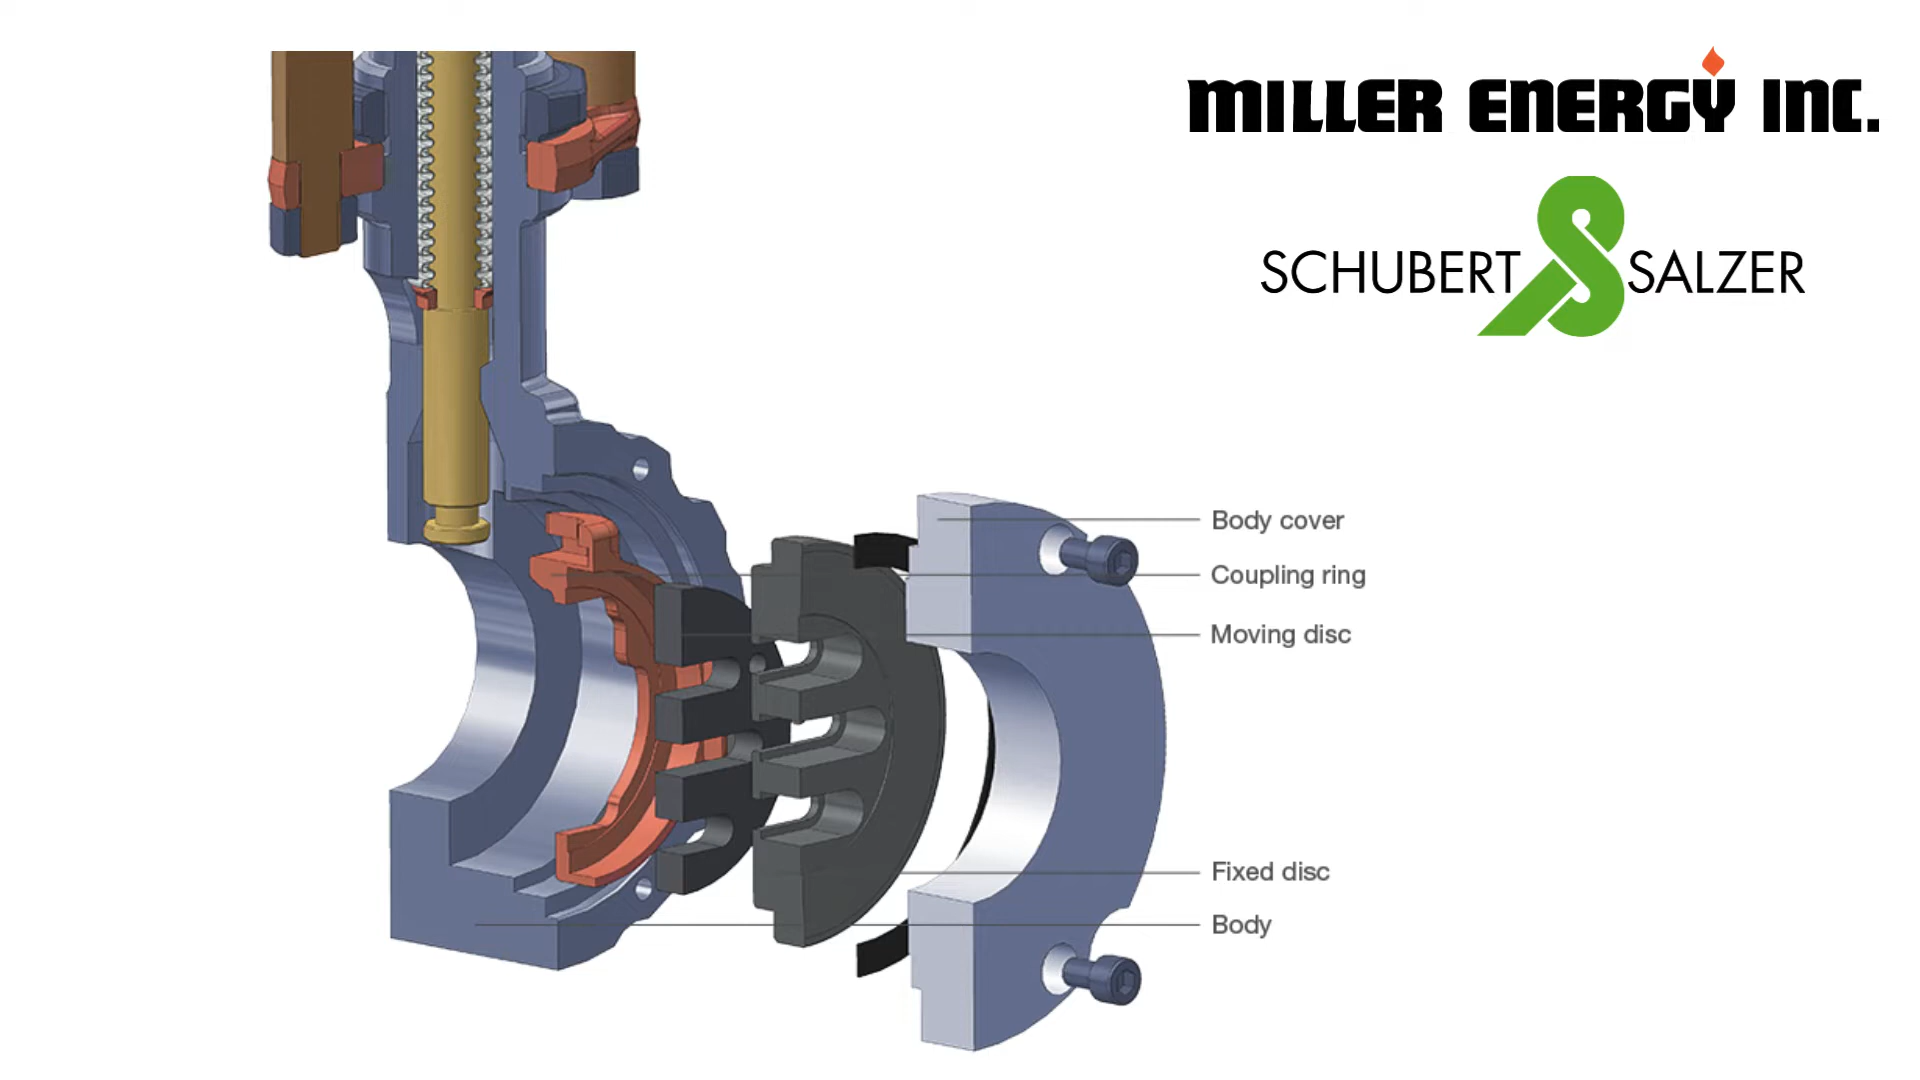 MILLER ENERGY INC.
SCHUBERT SALZER
Body cover
Coupling ring
Moving disc
Fixed disc
Body